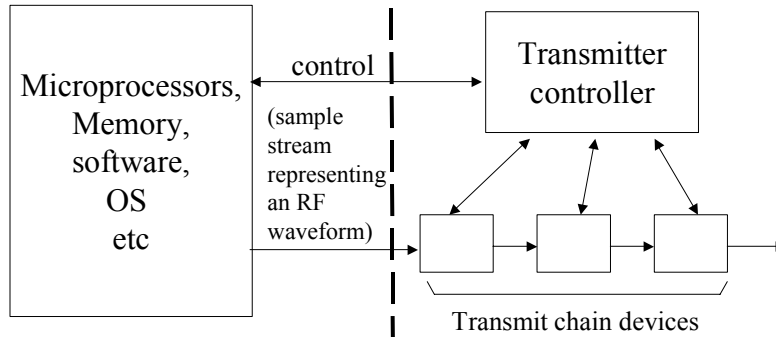 Microprocessors,
Memory,
software,
OS
etc
control
(sample
stream
representing
an RF
waveform)
Transmitter
controller
Transmit chain devices